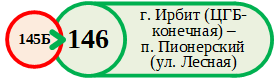 145Б
146
г. Ирбит (ЦГБ-
конечная) –
п. Пионерский
(ул. Лесная)